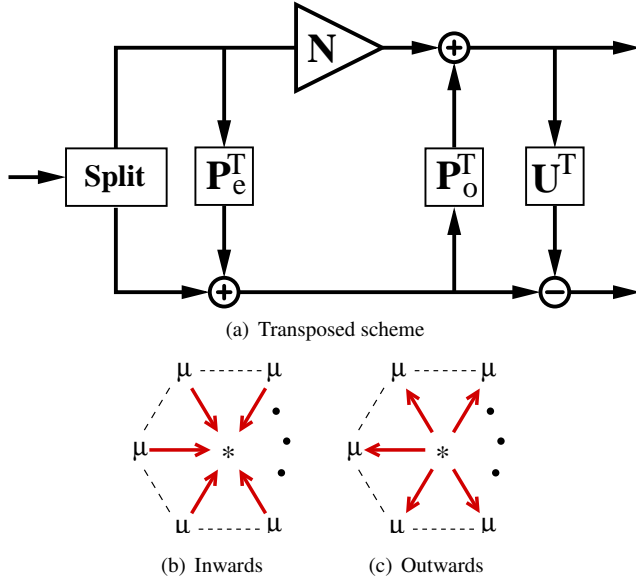 N
+
Split
P_e^T
P_o^T
U^T
+
−
(a) Transposed scheme
μ μ μ μ
μ * μ *
μ μ μ μ
(b) Inwards (c) Outwards